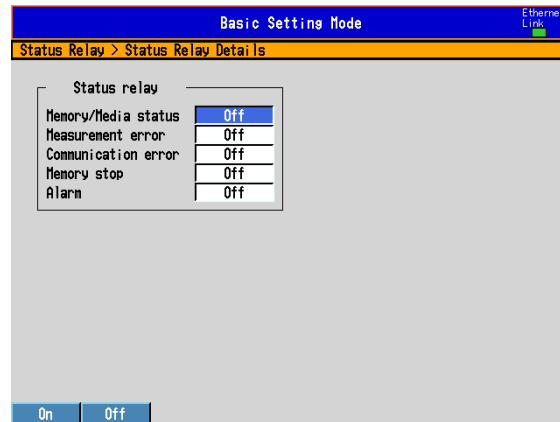 Basic Setting Mode
Link
Status Relay > Status Relay Details
Status relay
Memory/Media status Off
Measurement error Off
Communication error Off
Memory stop Off
Alarm Off
On Off